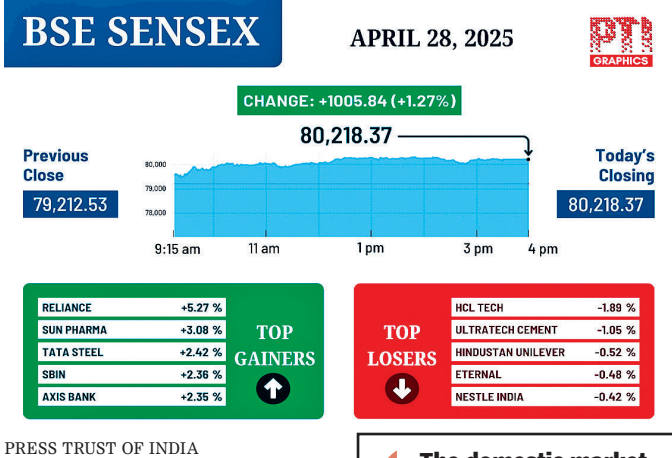 BSE SENSEX
APRIL 28, 2025
PTI
GRAPHICS
CHANGE: +1005.84 (+1.27%)
80,218.37
Previous
Close
79,212.53
80,000
79,000
78,000
Today's
Closing
80,218.37
9:15 am 11 am 1 pm 3 pm 4 pm
RELIANCE +5.27 %
SUN PHARMA +3.08 %
TATA STEEL +2.42 %
SBIN +2.36 %
AXIS BANK +2.35 %
TOP
GAINERS
TOP
LOSERS
HCL TECH -1.89 %
ULTRATECH CEMENT -1.05 %
HINDUSTAN UNILEVER -0.52 %
ETERNAL -0.48 %
NESTLE INDIA -0.42 %
PRESS TRUST OF INDIA
The domestic market